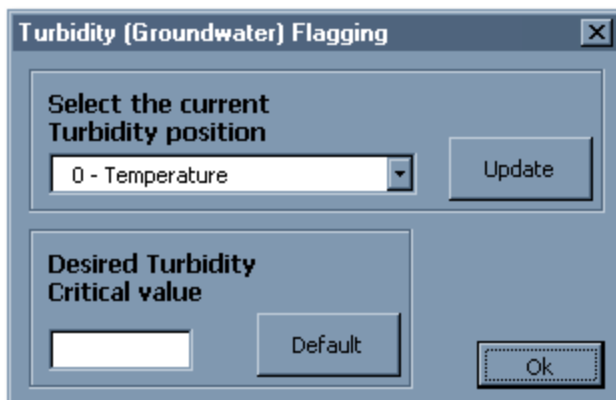 Turbidity (Groundwater) Flagging
Select the current
Turbidity position
0 - Temperature
Update
Desired Turbidity
Critical value
Default
Ok